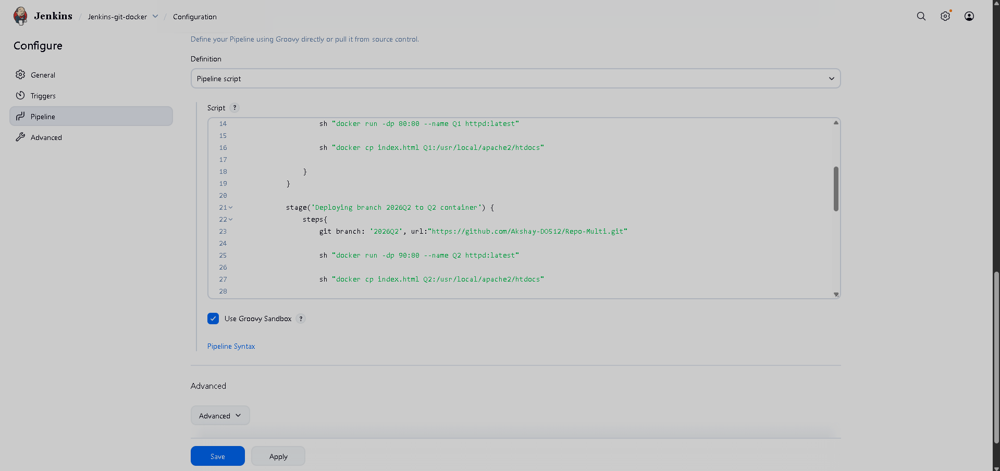 Jenkins / Jenkins-git-docker / Configuration
Configure
General
Triggers
Pipeline
Advanced
Define your Pipeline using Groovy directly or pull it from source control.
Definition
Pipeline script
Script ?
14 sh "docker run -dp 80:80 --name Q1 httpd:latest"
15
16 sh "docker cp index.html Q1:/usr/local/apache2/htdocs"
17
18 }
19 }
20
21 stage('Deploying branch 2026Q2 to Q2 container') {
22 steps{
23 git branch: '2026Q2', url:"https://github.com/Akshay-DO512/Repo-Multi.git"
24
25 sh "docker run -dp 90:80 --name Q2 httpd:latest"
26
27 sh "docker cp index.html Q2:/usr/local/apache2/htdocs"
28
Use Groovy Sandbox ?
Pipeline Syntax
Advanced
Advanced
Save Apply